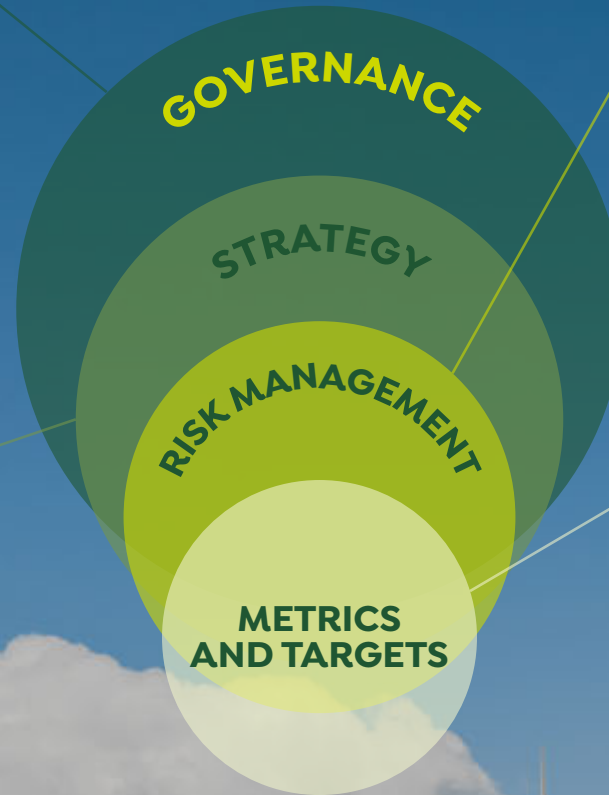 GOVERNANCE
STRATEGY
RISK MANAGEMENT
METRICS
AND TARGETS